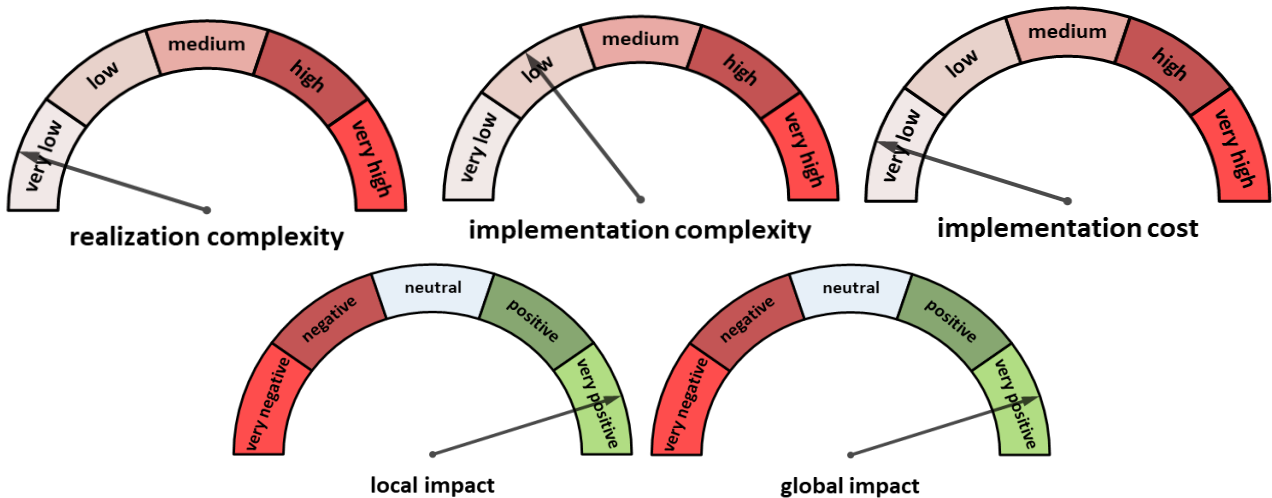 very low
low
medium
high
very high
realization complexity
very low
low
medium
high
very high
implementation complexity
very low
low
medium
high
very high
implementation cost
very negative
negative
neutral
positive
very positive
local impact
very negative
negative
neutral
positive
very positive
global impact